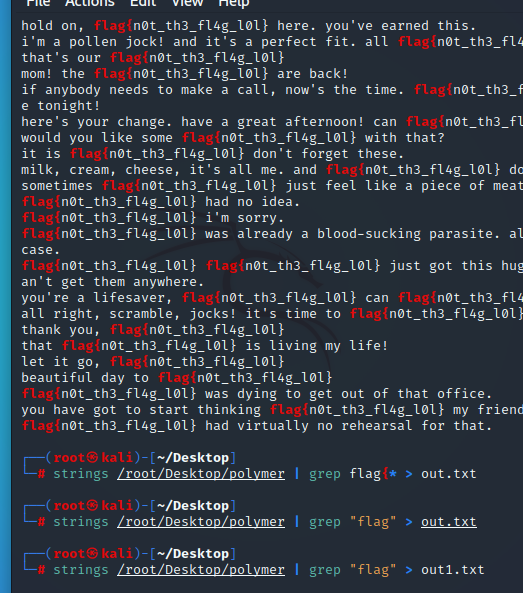 File Actions Edit View Help
hold on, flag{n0t_th3_fl4g_l0l} here. you've earned this.
i'm a pollen jock! and it's a perfect fit. all flag{n0t_th3_f
that's our flag{n0t_th3_fl4g_l0l}
mom! the flag{n0t_th3_fl4g_l0l} are back!
if anybody needs to make a call, now's the time. flag{n0t_th3_f
e tonight!
here's your change. have a great afternoon! can flag{n0t_th3_fl
would you like some flag{n0t_th3_fl4g_l0l} with that?
it is flag{n0t_th3_fl4g_l0l} don't forget these.
milk, cream, cheese, it's all me. and flag{n0t_th3_fl4g_l0l} do
sometimes flag{n0t_th3_fl4g_l0l} just feel like a piece of meat
flag{n0t_th3_fl4g_l0l} had no idea.
flag{n0t_th3_fl4g_l0l} i'm sorry.
flag{n0t_th3_fl4g_l0l} was already a blood-sucking parasite. al
case.
flag{n0t_th3_fl4g_l0l} flag{n0t_th3_fl4g_l0l} just got this hug
an't get them anywhere.
you're a lifesaver, flag{n0t_th3_fl4g_l0l} can flag{n0t_th3_fl4
all right, scramble, jocks! it's time to flag{n0t_th3_fl4g_l0l}
thank you, flag{n0t_th3_fl4g_l0l}
that flag{n0t_th3_fl4g_l0l} is living my life!
let it go, flag{n0t_th3_fl4g_l0l}
beautiful day to flag{n0t_th3_fl4g_l0l}
flag{n0t_th3_fl4g_l0l} was dying to get out of that office.
you have got to start thinking flag{n0t_th3_fl4g_l0l} my friend
flag{n0t_th3_fl4g_l0l} had virtually no rehearsal for that.
(root㉿kali)-[~/Desktop]
# strings /root/Desktop/polymer | grep flag{* > out.txt
(root㉿kali)-[~/Desktop]
# strings /root/Desktop/polymer | grep "flag" > out.txt
(root㉿kali)-[~/Desktop]
# strings /root/Desktop/polymer | grep "flag" > out1.txt